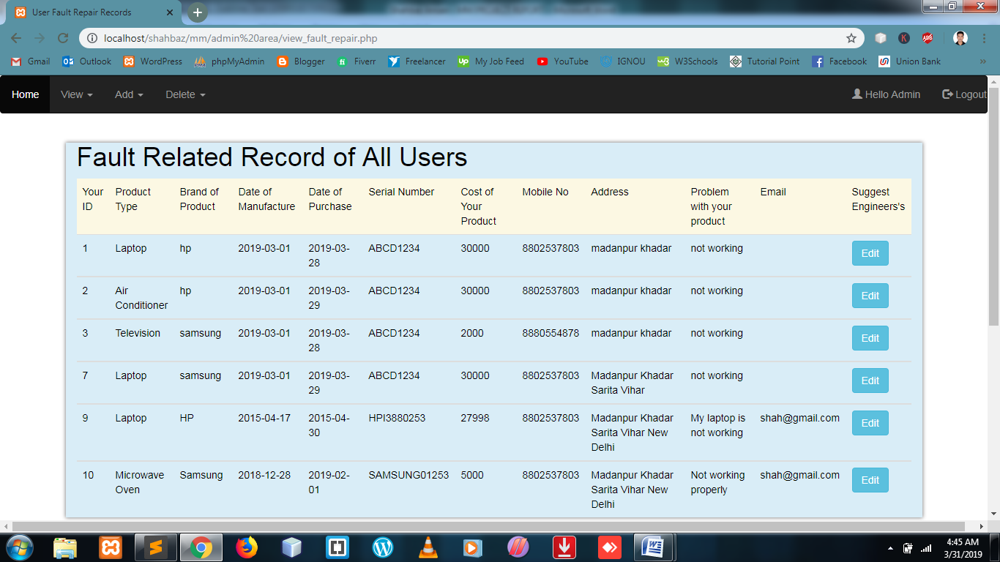 User Fault Repair Records
localhost/shahbaz/mm/admin%20area/view_fault_repair.php
Gmail Outlook WordPress phpMyAdmin Blogger Fiverr Freelancer My Job Feed YouTube IGNOU W3Schools Tutorial Point Facebook Union Bank
Home View Add Delete Hello Admin Logout
Fault Related Record of All Users
Your Product Brand of Date of Date of Serial Number Cost of Mobile No Address Problem Email Suggest
ID Type Product Manufacture Purchase Your with your Engineers's
Product product
1 Laptop hp 2019-03-01 2019-03- ABCD1234 30000 8802537803 madanpur khadar not working Edit
28
2 Air hp 2019-03-01 2019-03- ABCD1234 30000 8802537803 madanpur khadar not working Edit
Conditioner 29
3 Television samsung 2019-03-01 2019-03- ABCD1234 2000 8880554878 madanpur khadar not working Edit
28
7 Laptop samsung 2019-03-01 2019-03- ABCD1234 30000 8802537803 Madanpur Khadar not working Edit
29 Sarita Vihar
9 Laptop HP 2015-04-17 2015-04- HPI3880253 27998 8802537803 Madanpur Khadar My laptop is shah@gmail.com Edit
30 Sarita Vihar New not working
Delhi
10 Microwave Samsung 2018-12-28 2019-02- SAMSUNG01253 5000 8802537803 Madanpur Khadar Not working shah@gmail.com Edit
Oven 01 Sarita Vihar New properly
Delhi
4:45 AM
3/31/2019